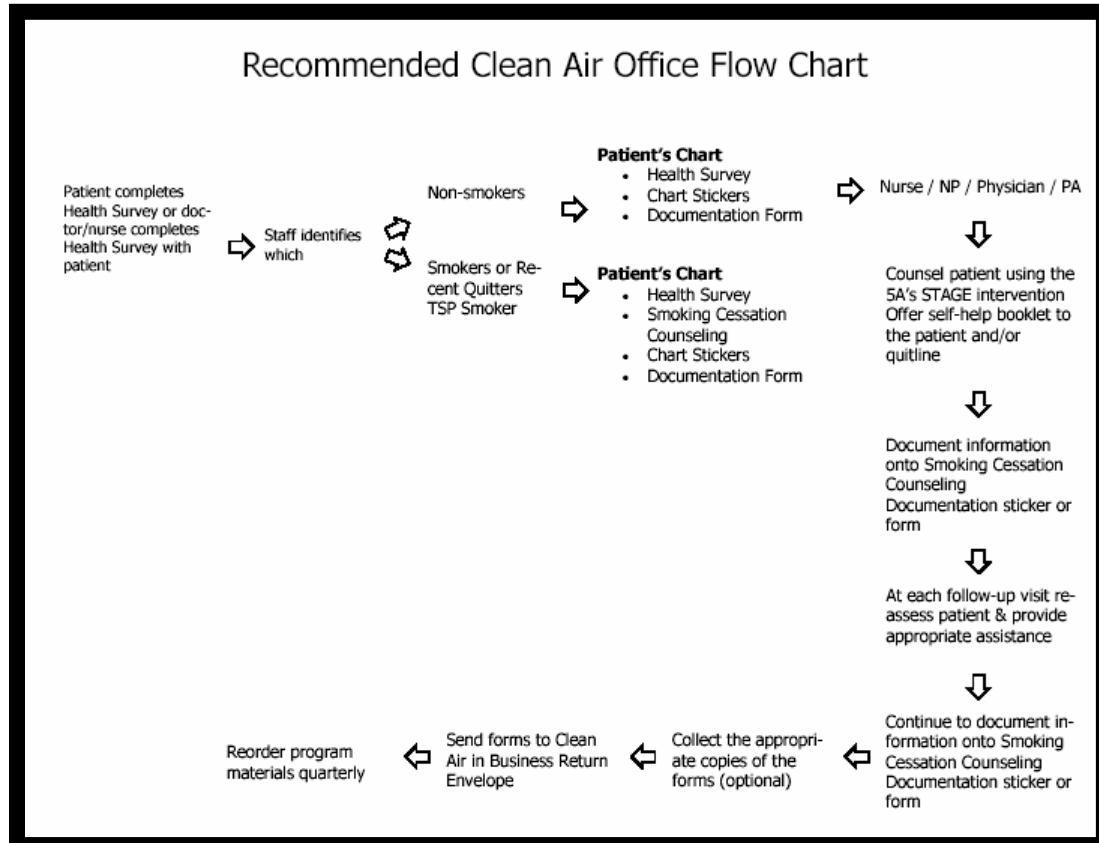 Recommended Clean Air Office Flow Chart
Patient completes
Health Survey or doc-
tor/nurse completes
Health Survey with
patient
Staff identifies
which
Non-smokers
Smokers or Re-
cent Quitters
TSP Smoker
Patient's Chart
• Health Survey
• Chart Stickers
• Documentation Form
Patient's Chart
• Health Survey
• Smoking Cessation
Counseling
• Chart Stickers
• Documentation Form
Nurse / NP / Physician / PA
Counsel patient using the
5A's STAGE intervention
Offer self-help booklet to
the patient and/or
quitline
Document information
onto Smoking Cessation
Counseling
Documentation sticker or
form
At each follow-up visit re-
assess patient & provide
appropriate assistance
Continue to document in-
formation onto Smoking
Cessation Counseling
Documentation sticker or
form
Collect the appropri-
ate copies of the
forms (optional)
Send forms to Clean
Air in Business Return
Envelope
Reorder program
materials quarterly